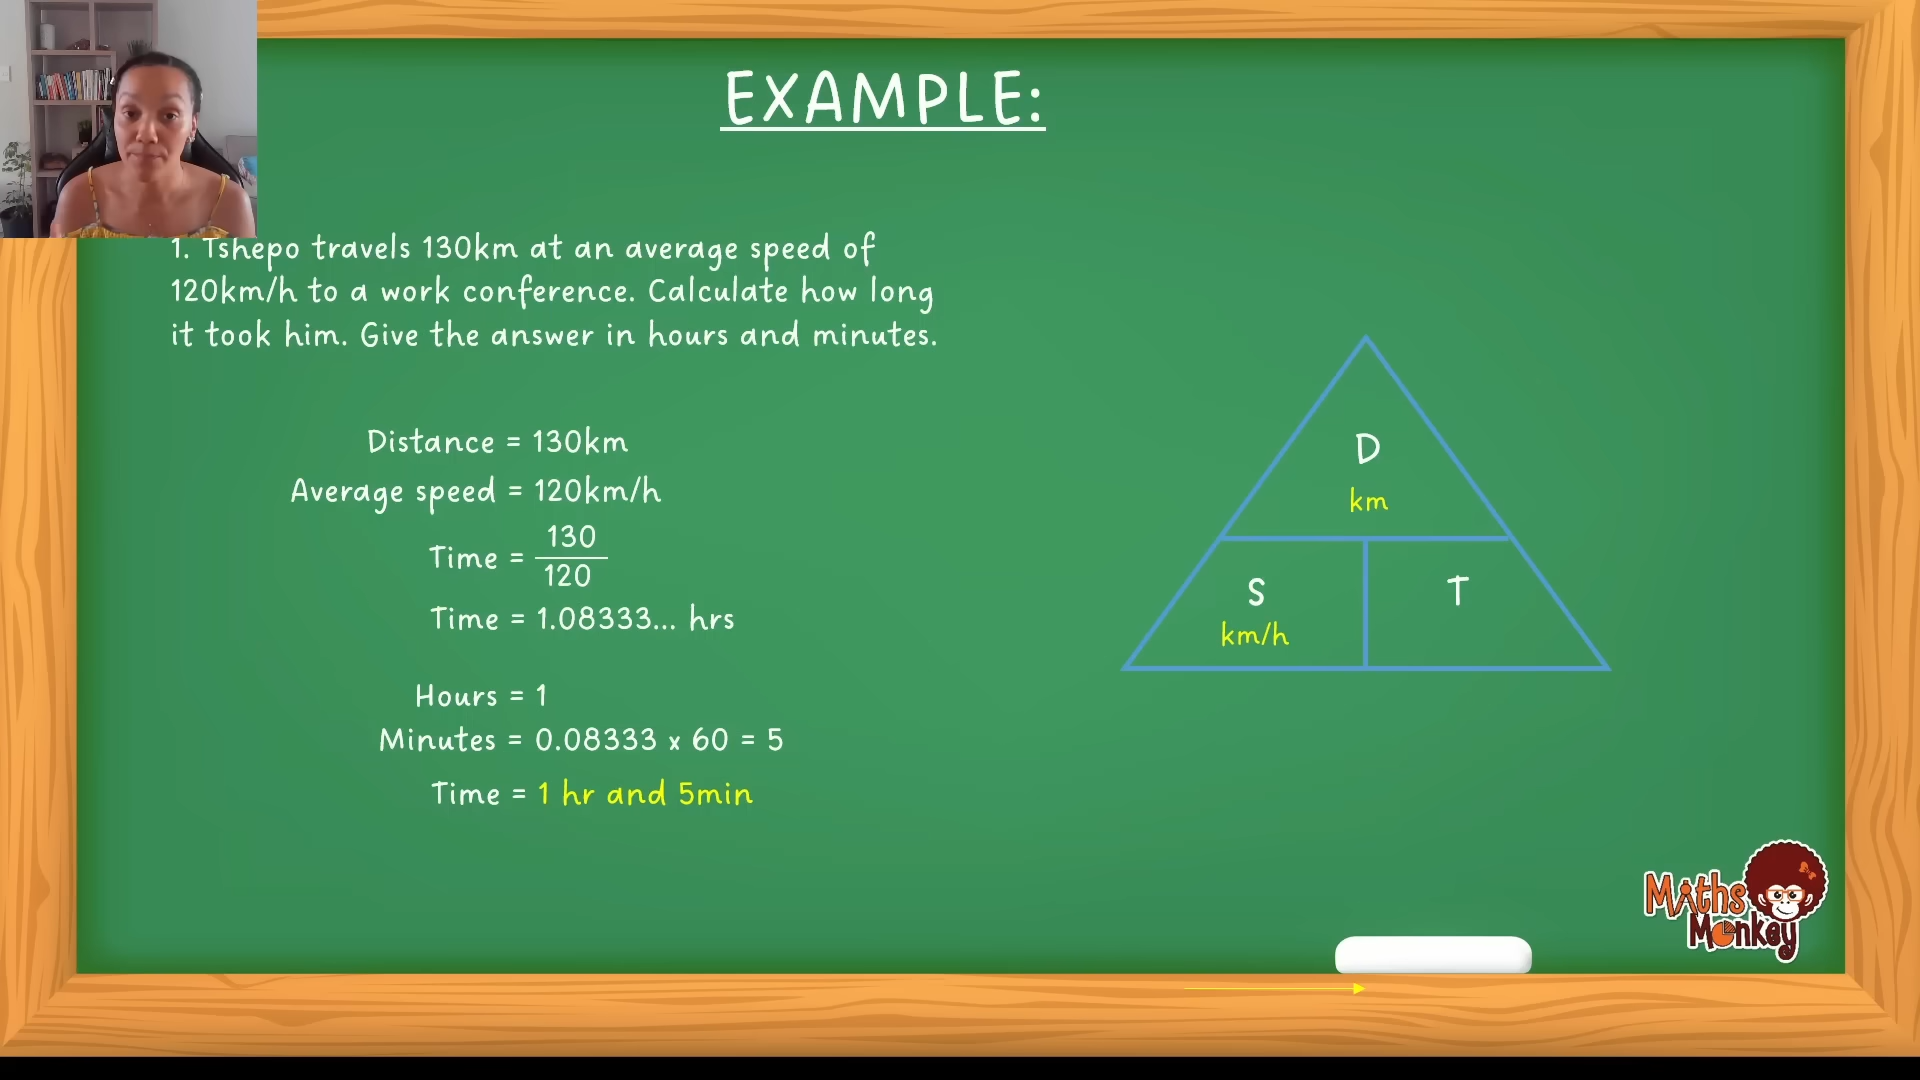 EXAMPLE:
1. Tshepo travels 130km at an average speed of
120km/h to a work conference. Calculate how long
it took him. Give the answer in hours and minutes.
Distance = 130km
Average speed = 120km/h
Time = 130/120
Time = 1.08333... hrs
Hours = 1
Minutes = 0.08333 x 60 = 5
Time = 1 hr and 5min
D
km
S
T
km/h
Maths
Monkey